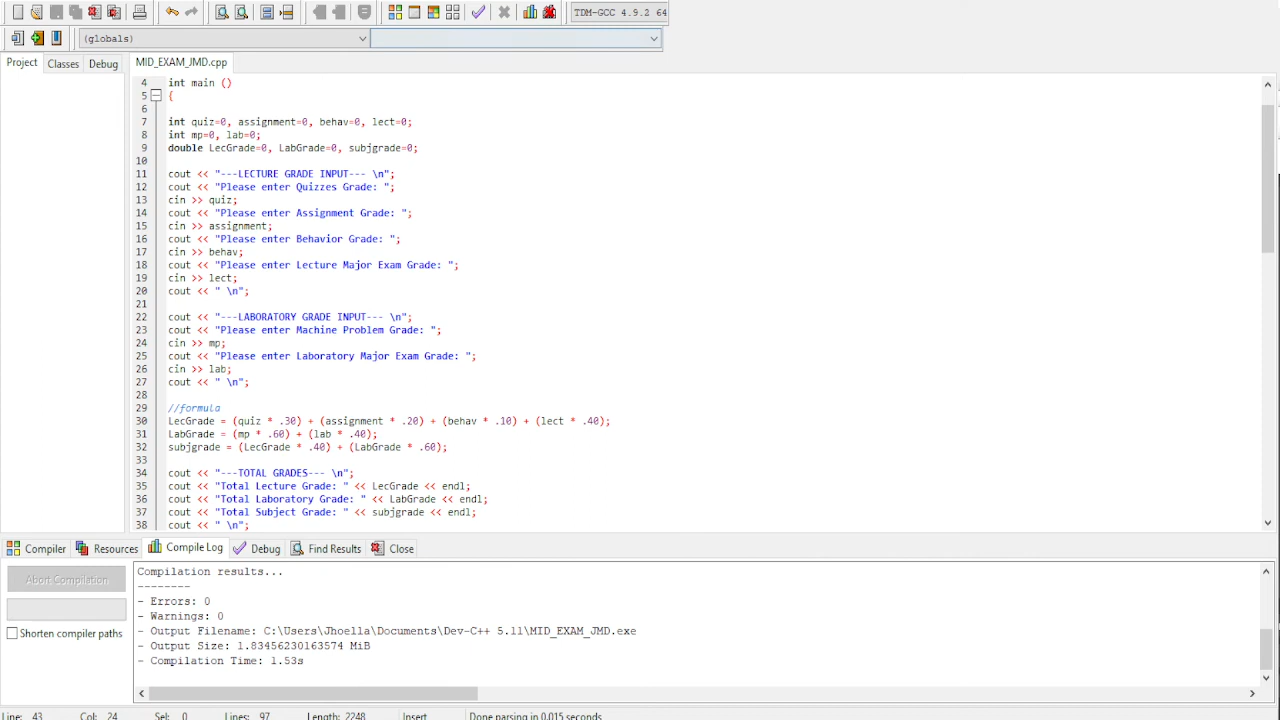 TDM-GCC 4.9.2 64
(globals)
Project Classes Debug MID_EXAM_JMD.cpp
4 int main ()
5 {
6
7 int quiz=0, assignment=0, behav=0, lect=0;
8 int mp=0, lab=0;
9 double LecGrade=0, LabGrade=0, subjgrade=0;
10
11 cout << "---LECTURE GRADE INPUT--- \n";
12 cout << "Please enter Quizzes Grade: ";
13 cin >> quiz;
14 cout << "Please enter Assignment Grade: ";
15 cin >> assignment;
16 cout << "Please enter Behavior Grade: ";
17 cin >> behav;
18 cout << "Please enter Lecture Major Exam Grade: ";
19 cin >> lect;
20 cout << " \n";
21
22 cout << "---LABORATORY GRADE INPUT--- \n";
23 cout << "Please enter Machine Problem Grade: ";
24 cin >> mp;
25 cout << "Please enter Laboratory Major Exam Grade: ";
26 cin >> lab;
27 cout << " \n";
28
29 //formula
30 LecGrade = (quiz * .30) + (assignment * .20) + (behav * .10) + (lect * .40);
31 LabGrade = (mp * .60) + (lab * .40);
32 subjgrade = (LecGrade * .40) + (LabGrade * .60);
33
34 cout << "---TOTAL GRADES--- \n";
35 cout << "Total Lecture Grade: " << LecGrade << endl;
36 cout << "Total Laboratory Grade: " << LabGrade << endl;
37 cout << "Total Subject Grade: " << subjgrade << endl;
38 cout << " \n";
Compiler Resources Compile Log Debug Find Results Close
Abort Compilation
Shorten compiler paths
Compilation results...
--------
- Errors: 0
- Warnings: 0
- Output Filename: C:\Users\Jhoella\Documents\Dev-C++ 5.11\MID_EXAM_JMD.exe
- Output Size: 1.83456230163574 MiB
- Compilation Time: 1.53s
Line: 43 Col: 24 Sel: 0 Lines: 97 Length: 2248 Insert Done parsing in 0.015 seconds